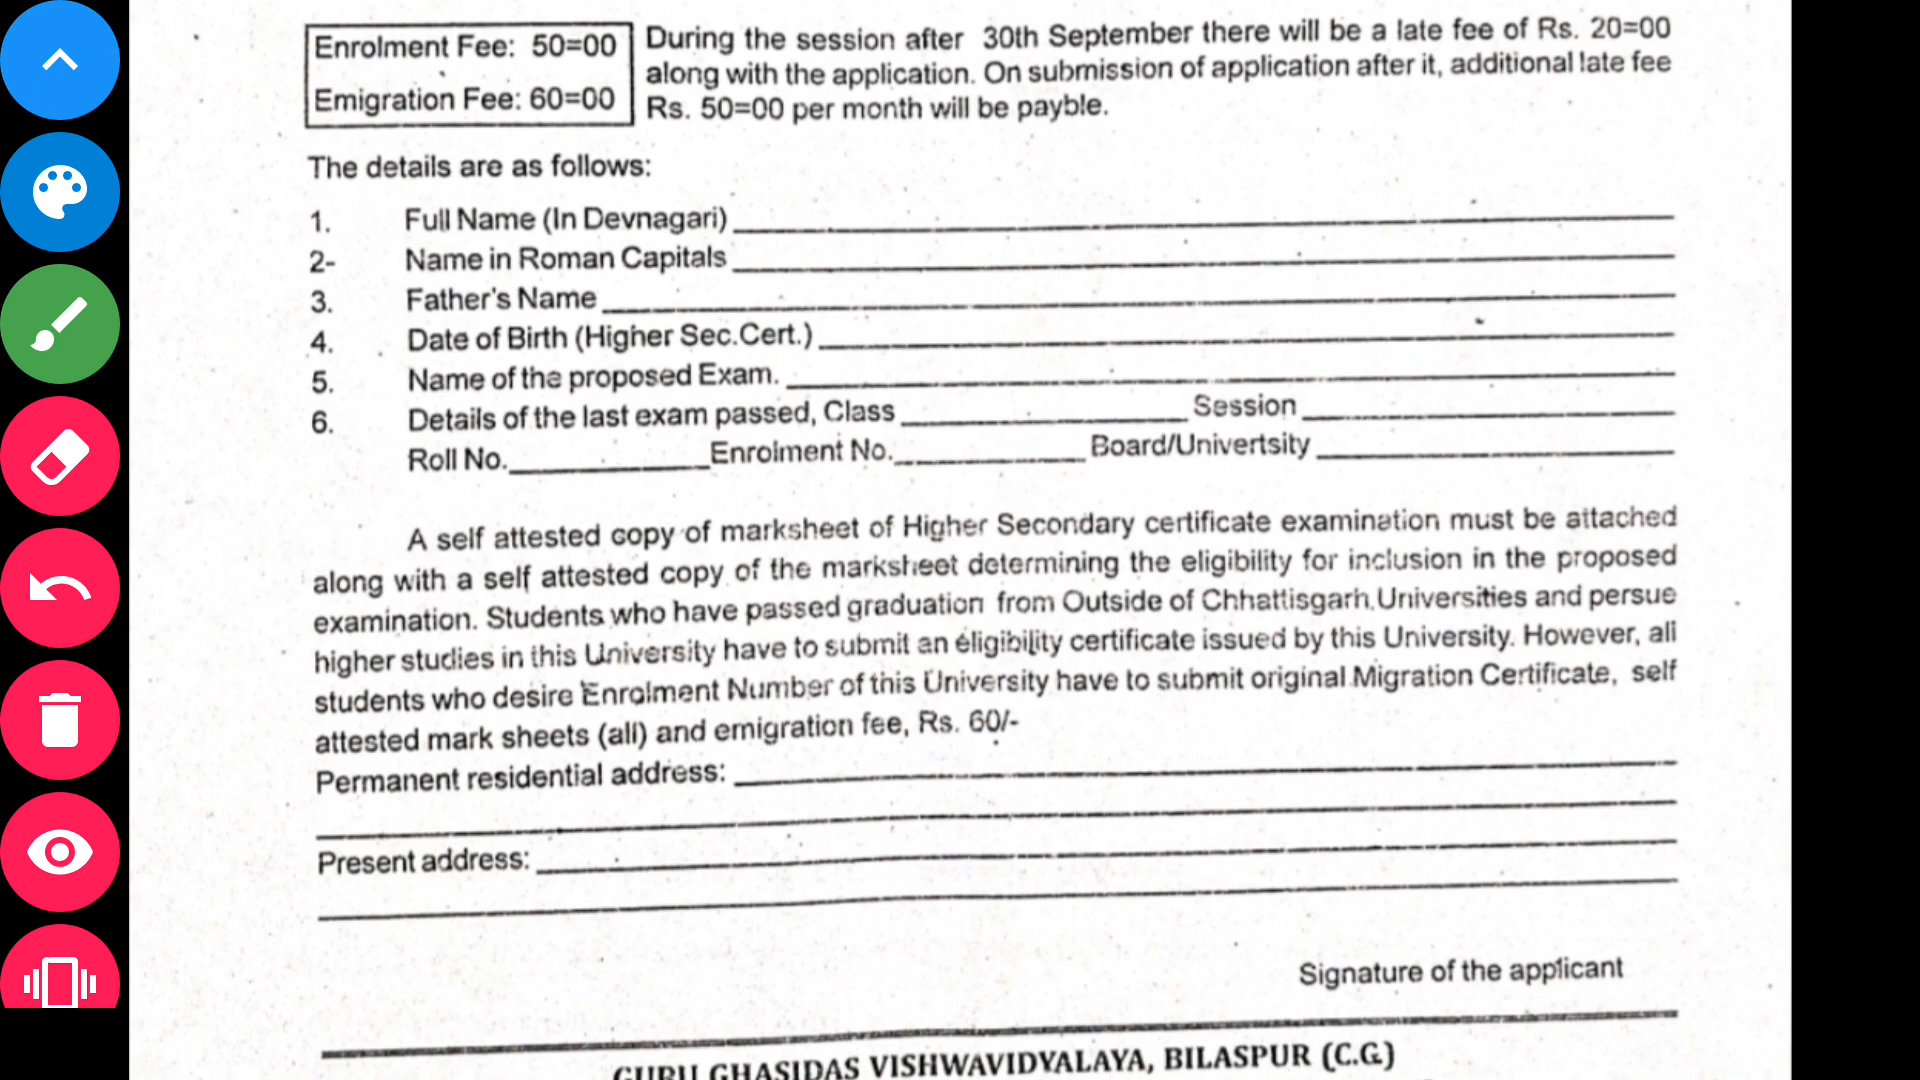 Enrolment Fee: 50=00
Emigration Fee: 60=00
During the session after 30th September there will be a late fee of Rs. 20=00
along with the application. On submission of application after it, additional late fee
Rs. 50=00 per month will be payble.
The details are as follows:
1. Full Name (In Devnagari)
2- Name in Roman Capitals
3. Father's Name
4. Date of Birth (Higher Sec.Cert.)
5. Name of the proposed Exam.
6. Details of the last exam passed, Class Session
Roll No. Enrolment No. Board/Univertsity
A self attested copy of marksheet of Higher Secondary certificate examination must be attached
along with a self attested copy of the marksheet determining the eligibility for inclusion in the proposed
examination. Students who have passed graduation from Outside of Chhattisgarh Universities and persue
higher studies in this University have to submit an eligibility certificate issued by this University. However, all
students who desire Enrolment Number of this University have to submit original Migration Certificate, self
attested mark sheets (all) and emigration fee, Rs. 60/-
Permanent residential address:
Present address:
Signature of the applicant
GURU GHASIDAS VISHWAVIDYALAYA, BILASPUR (C.G.)